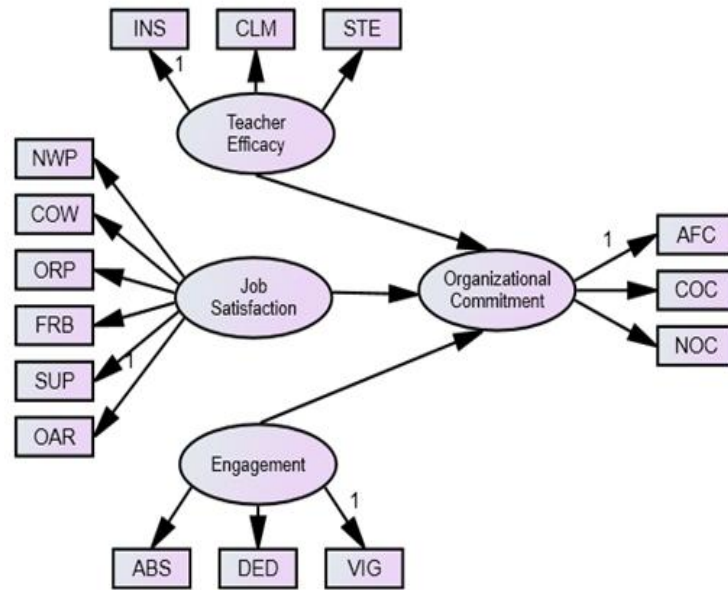 INS
CLM
STE
1
Teacher
Efficacy
NWP
COW
ORP
FRB
SUP
OAR
1
Job
Satisfaction
Organizational
Commitment
1
AFC
COC
NOC
Engagement
1
ABS
DED
VIG